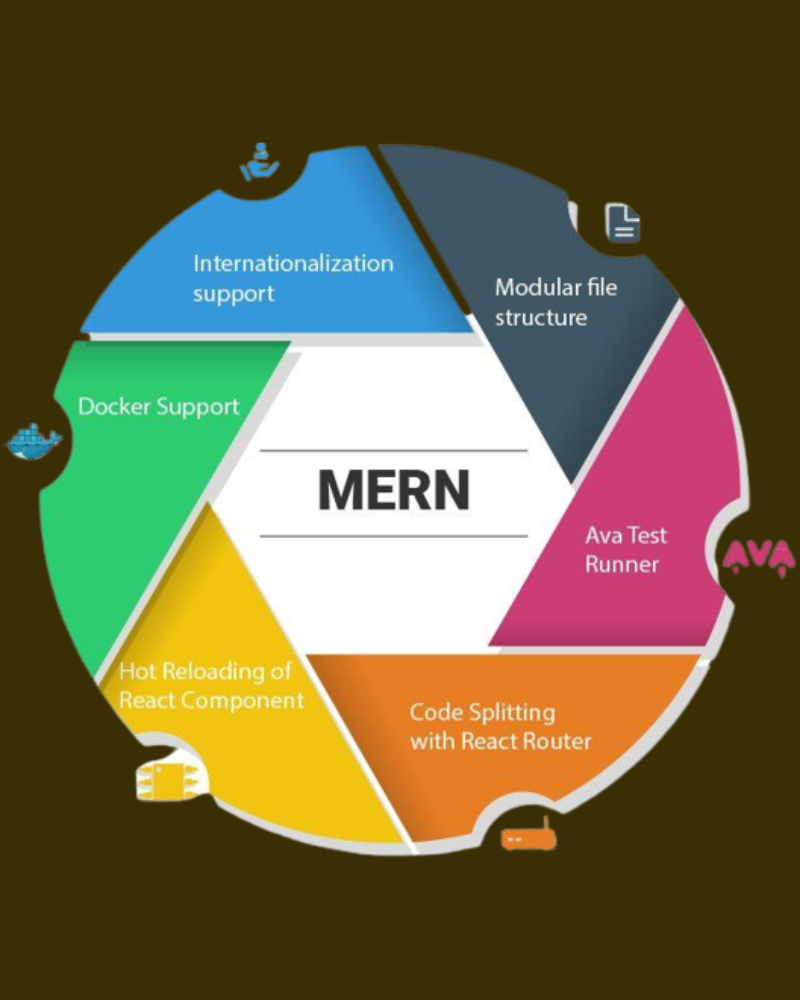 Internationalization
support
Modular file
structure
Docker Support
MERN
Ava Test
Runner
AVA
Hot Reloading of
React Component
Code Splitting
with React Router